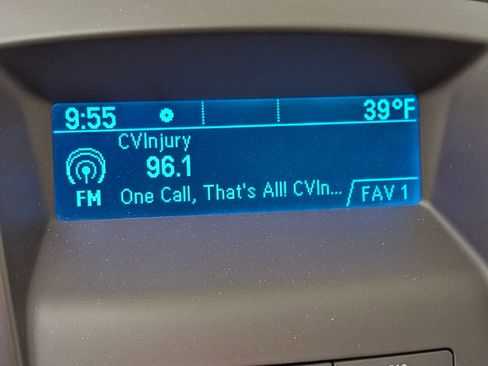 9:55 39°F
CVInjury
96.1
FM One Call, That's All! CVIn... FAV 1